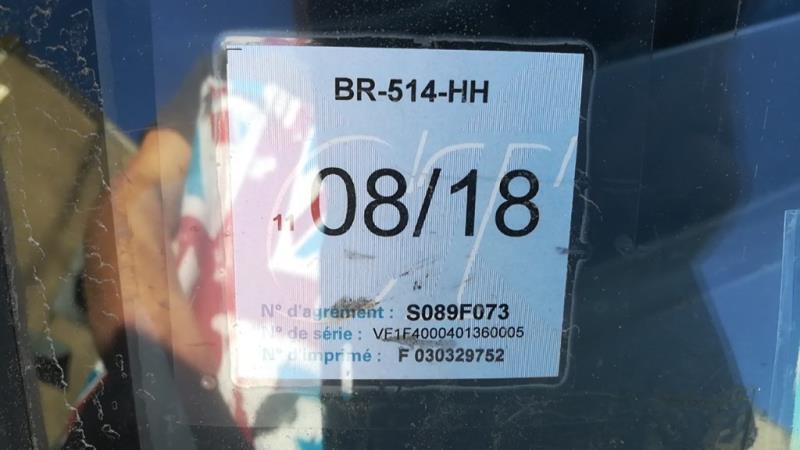 BR-514-HH
11 08/18
N° d'agrément : S089F073
N° de série : VF1F4000401360005
N° d'imprimé : F 030329752